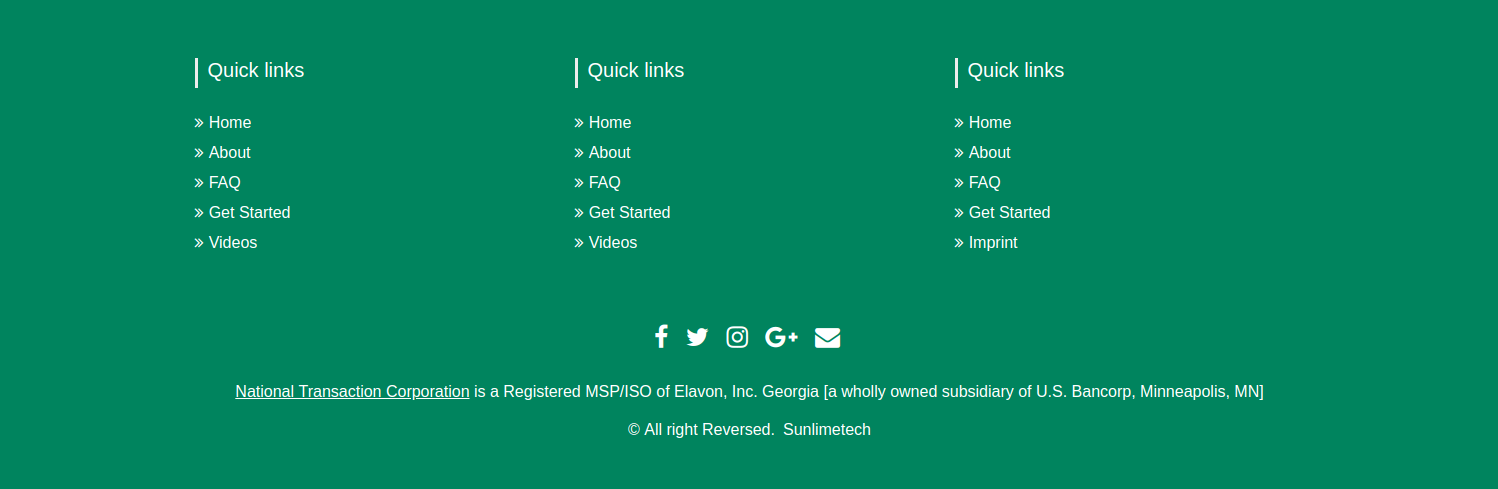 Quick links
» Home
» About
» FAQ
» Get Started
» Videos
Quick links
» Home
» About
» FAQ
» Get Started
» Videos
Quick links
» Home
» About
» FAQ
» Get Started
» Imprint
National Transaction Corporation is a Registered MSP/ISO of Elavon, Inc. Georgia [a wholly owned subsidiary of U.S. Bancorp, Minneapolis, MN]
© All right Reversed. Sunlimetech